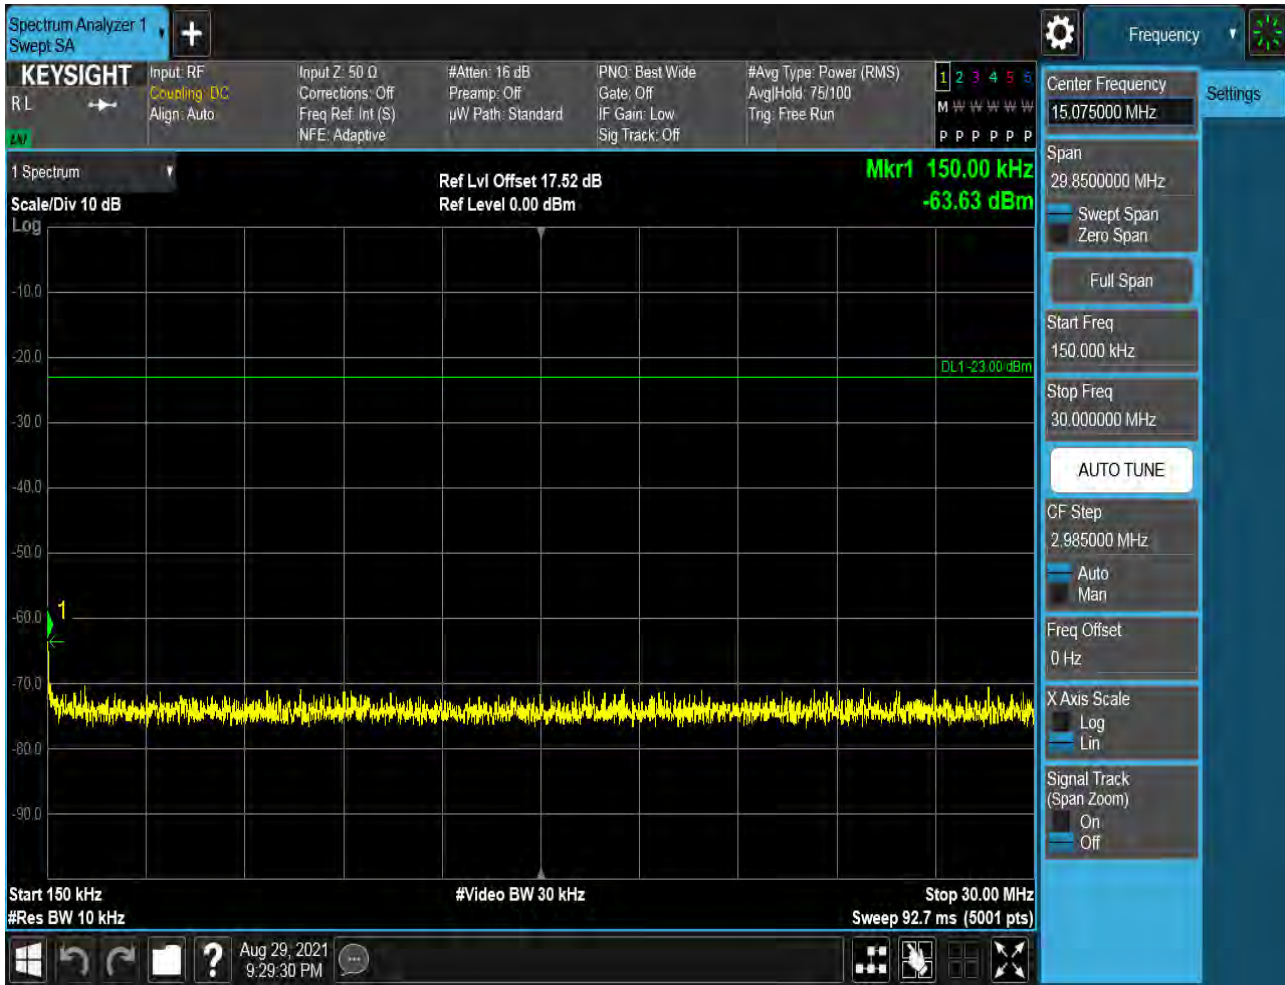 Spectrum Analyzer 1
Swept SA
Frequency
KEYSIGHT
R L
LNI
Input: RF
Coupling: DC
Align: Auto
Input Z: 50 Ω
Corrections: Off
Freq Ref: Int (S)
NFE: Adaptive
#Atten: 16 dB
Preamp: Off
µW Path: Standard
PNO: Best Wide
Gate: Off
IF Gain: Low
Sig Track: Off
#Avg Type: Power (RMS)
Avg|Hold: 75/100
Trig: Free Run
1 2 3 4 5 6
M W W W W W
P P P P P P
1 Spectrum
Scale/Div 10 dB
Log
Ref Lvl Offset 17.52 dB
Ref Level 0.00 dBm
Mkr1 150.00 kHz
-63.63 dBm
-10.0
-20.0
DL1 -23.00 dBm
-30.0
-40.0
-50.0
-60.0
1
-70.0
-80.0
-90.0
Start 150 kHz
#Video BW 30 kHz
Stop 30.00 MHz
#Res BW 10 kHz
Sweep 92.7 ms (5001 pts)
Center Frequency
15.075000 MHz
Settings
Span
29.8500000 MHz
Swept Span
Zero Span
Full Span
Start Freq
150.000 kHz
Stop Freq
30.000000 MHz
AUTO TUNE
CF Step
2.985000 MHz
Auto
Man
Freq Offset
0 Hz
X Axis Scale
Log
Lin
Signal Track
(Span Zoom)
On
Off
?
Aug 29, 2021
9:29:30 PM